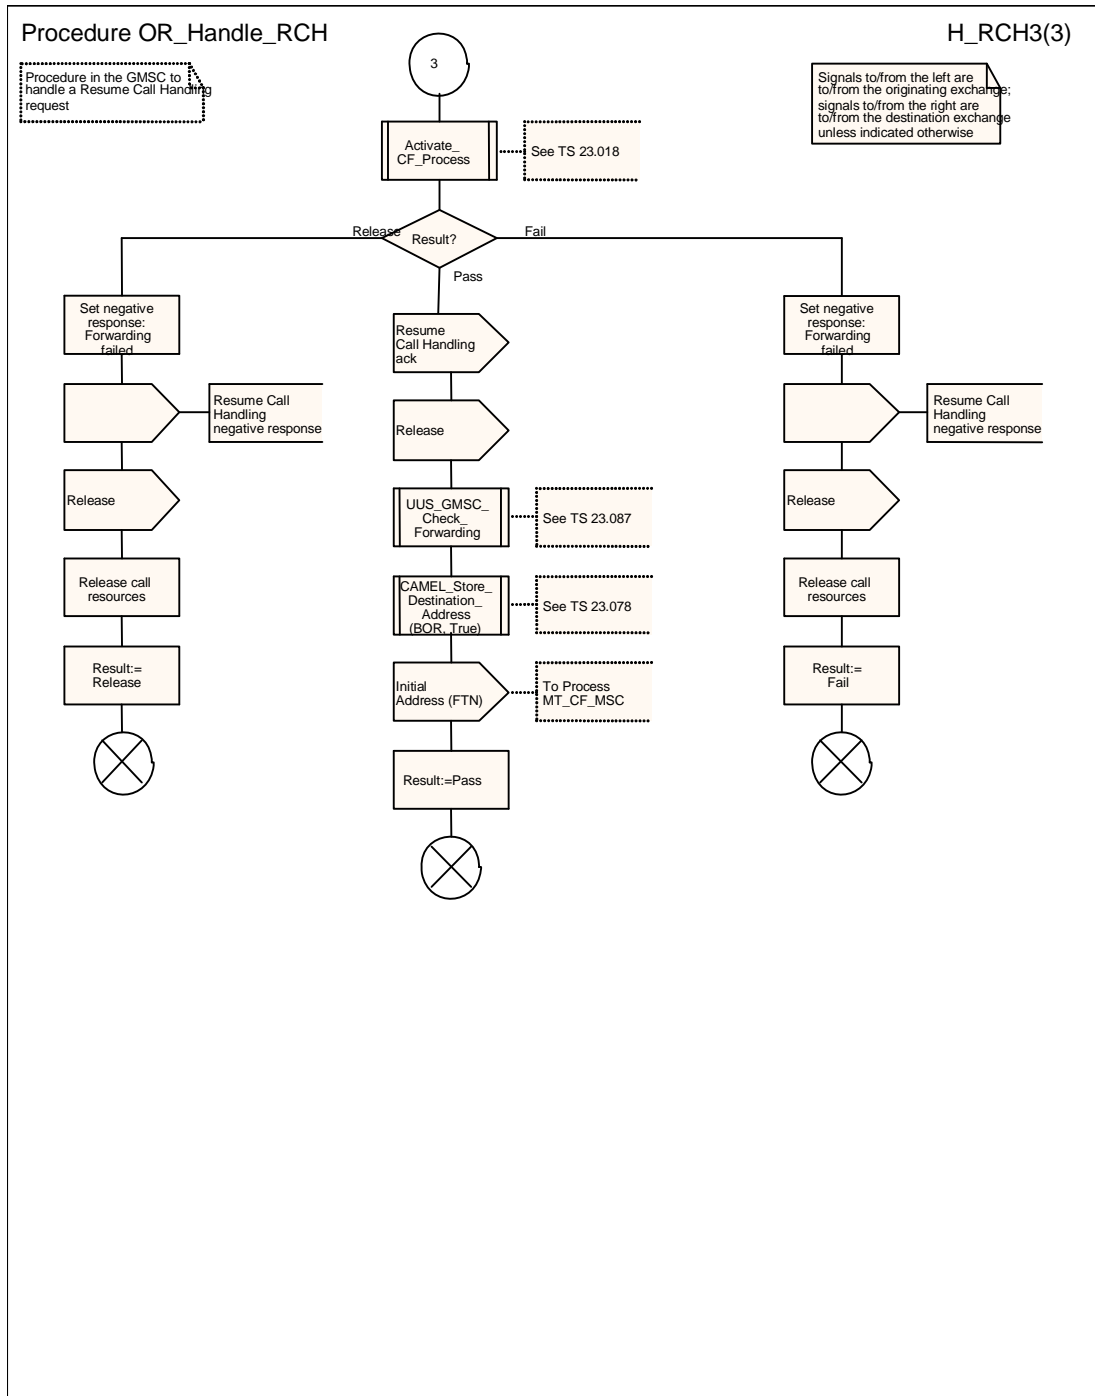 Procedure OR_Handle_RCH
H_RCH3(3)
Procedure in the GMSC to
handle a Resume Call Handling
request
3
Signals to/from the left are
to/from the originating exchange;
signals to/from the right are
to/from the destination exchange
unless indicated otherwise
Activate_
CF_Process
See TS 23.018
Release
Result?
Fail
Pass
Set negative
response:
Forwarding
failed
Resume Call
Handling
negative response
Release
Release call
resources
Result:=
Release
Resume
Call Handling
ack
Release
UUS_GMSC_
Check_
Forwarding
See TS 23.087
CAMEL_Store_
Destination_
Address
(BOR, True)
See TS 23.078
Initial
Address (FTN)
To Process
MT_CF_MSC
Result:=Pass
Set negative
response:
Forwarding
failed
Resume Call
Handling
negative response
Release
Release call
resources
Result:=
Fail